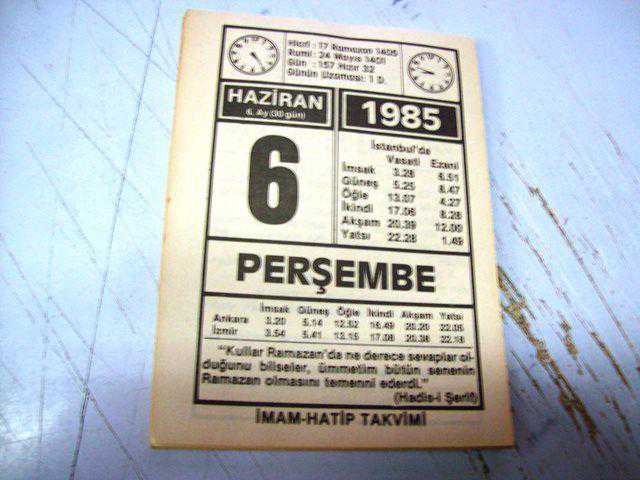 Hicri : 17 Ramazan 1405
Rumi : 24 Mayıs 1401
Gün : 157 Hızır 32
Günün Uzaması: 1 D.
HAZİRAN
6. Ay (30 gün)
1985
6
İstanbul'da
Vasati Ezani
İmsak 3.28 6.51
Güneş 5.25 8.47
Öğle 13.07 4.27
İkindi 17.06 8.28
Akşam 20.39 12.00
Yatsı 22.28 1.49
PERŞEMBE
İmsak Güneş Öğle İkindi Akşam Yatsı
Ankara 3.20 5.14 12.52 16.49 20.20 22.05
İzmir 3.54 5.41 13.15 17.08 20.38 22.18
"Kullar Ramazan'da ne derece sevaplar ol-
duğunu bilseler, ümmetim bütün senenin
Ramazan olmasını temenni ederdi."
(Hadis-i Şerif)
İMAM-HATİP TAKVİMİ